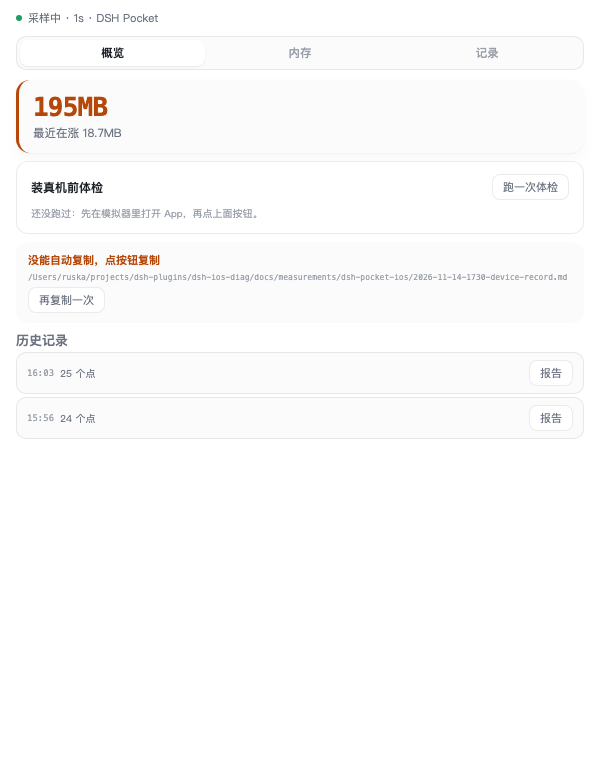 采样中 · 1s · DSH Pocket
概览
内存
记录
195MB
最近在涨 18.7MB
装真机前体检
跑一次体检
还没跑过：先在模拟器里打开 App，再点上面按钮。
没能自动复制，点按钮复制
/Users/ruska/projects/dsh-plugins/dsh-ios-diag/docs/measurements/dsh-pocket-ios/2026-11-14-1730-device-record.md
再复制一次
历史记录
16:03 25 个点
报告
15:56 24 个点
报告